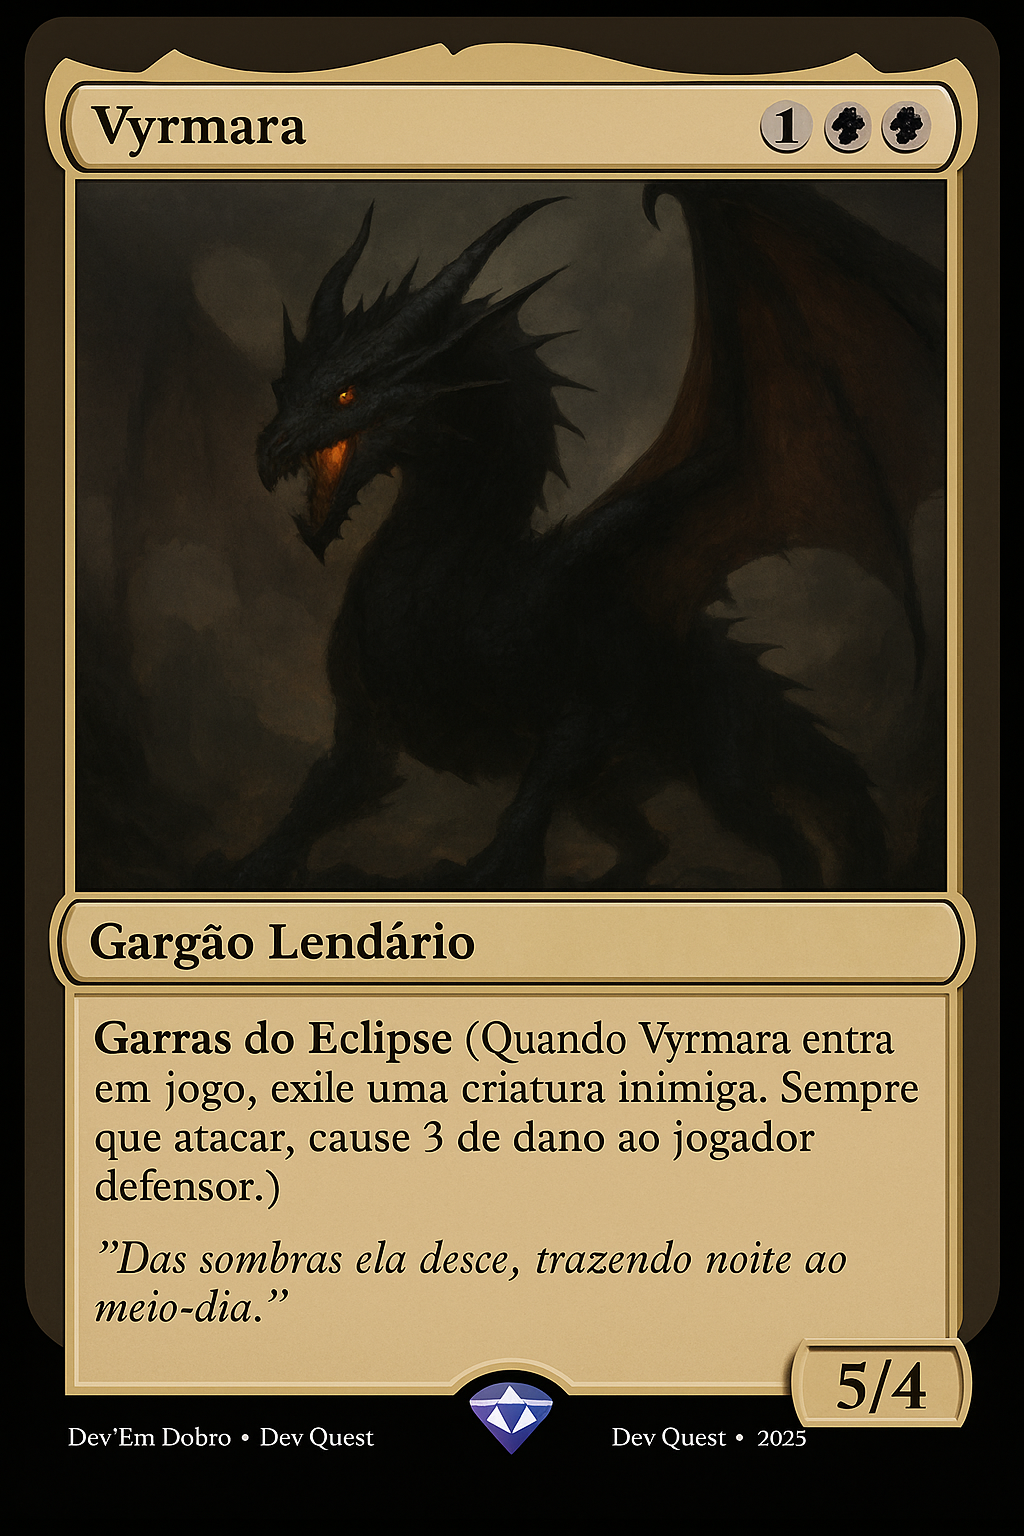 Vyrmara 1
Gargão Lendário
Garras do Eclipse (Quando Vyrmara entra
em jogo, exile uma criatura inimiga. Sempre
que atacar, cause 3 de dano ao jogador
defensor.)
”Das sombras ela desce, trazendo noite ao
meio-dia.”
5/4
Dev’Em Dobro • Dev Quest
Dev Quest • 2025